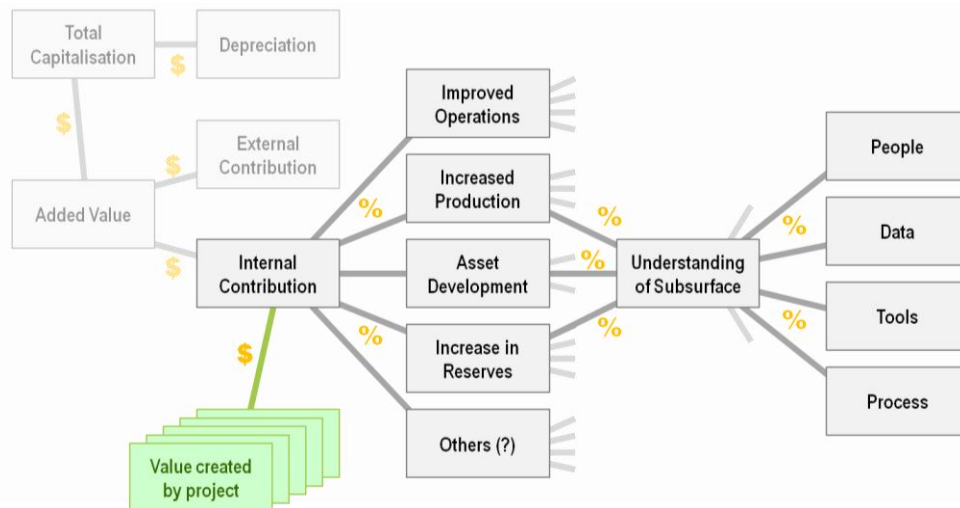 Total
Capitalisation
$
Depreciation
$
External
Contribution
$
Added Value
$
Internal
Contribution
$
Value created
by project
Improved
Operations
%
Increased
Production
Asset
Development
%
Increase in
Reserves
Others (?)
%
%
%
Understanding
of Subsurface
%
%
People
Data
Tools
Process